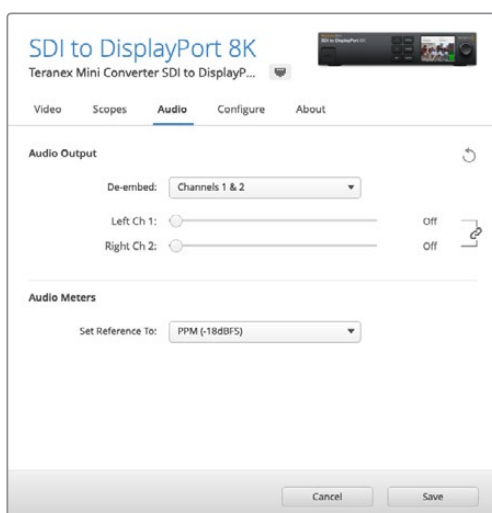 SDI to DisplayPort 8K
Teranex Mini Converter SDI to DisplayP...
Video Scopes Audio Configure About
Audio Output
De-embed: Channels 1 & 2
Left Ch 1: Off
Right Ch 2: Off
Audio Meters
Set Reference To: PPM (-18dBFS)
Cancel Save